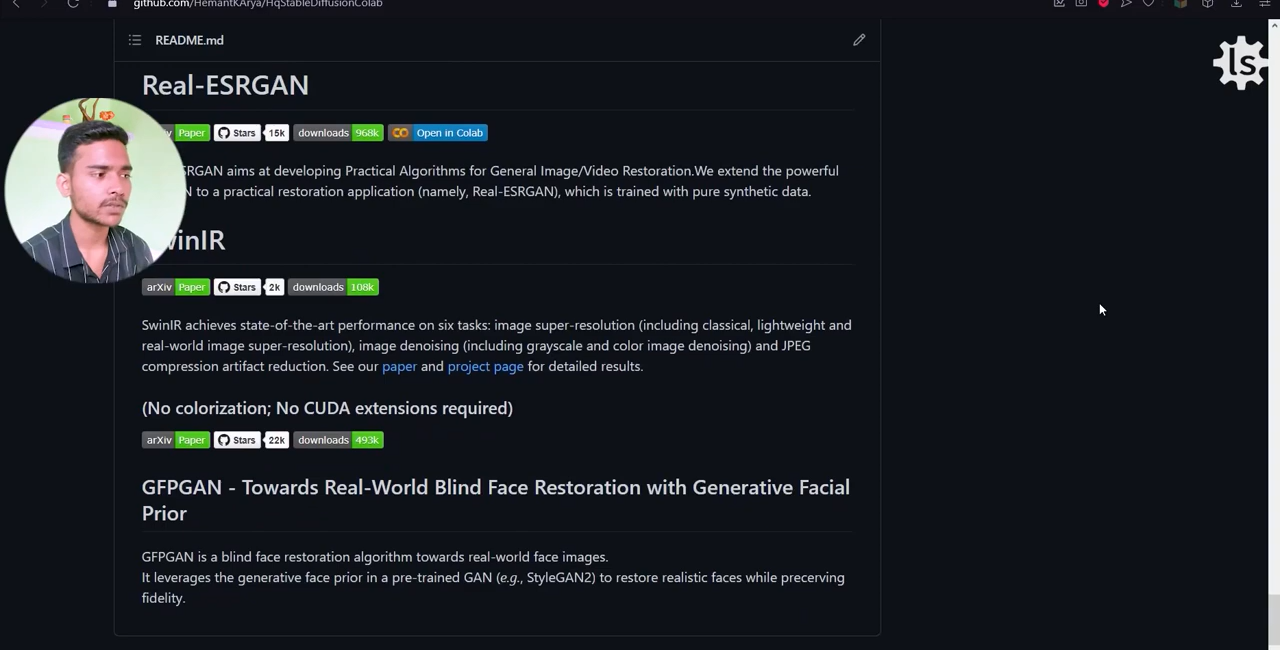 github.com/HemantKArya/HqStableDiffusionColab
README.md
ls
Real-ESRGAN
Paper Stars 15k downloads 968k Open in Colab
aims at developing Practical Algorithms for General Image/Video Restoration.We extend the powerful
to a practical restoration application (namely, Real-ESRGAN), which is trained with pure synthetic data.
arXiv Paper Stars 2k downloads 108k
SwinIR achieves state-of-the-art performance on six tasks: image super-resolution (including classical, lightweight and
real-world image super-resolution), image denoising (including grayscale and color image denoising) and JPEG
compression artifact reduction. See our paper and project page for detailed results.
(No colorization; No CUDA extensions required)
arXiv Paper Stars 22k downloads 493k
GFPGAN - Towards Real-World Blind Face Restoration with Generative Facial
Prior
GFPGAN is a blind face restoration algorithm towards real-world face images.
It leverages the generative face prior in a pre-trained GAN (e.g., StyleGAN2) to restore realistic faces while precerving
fidelity.